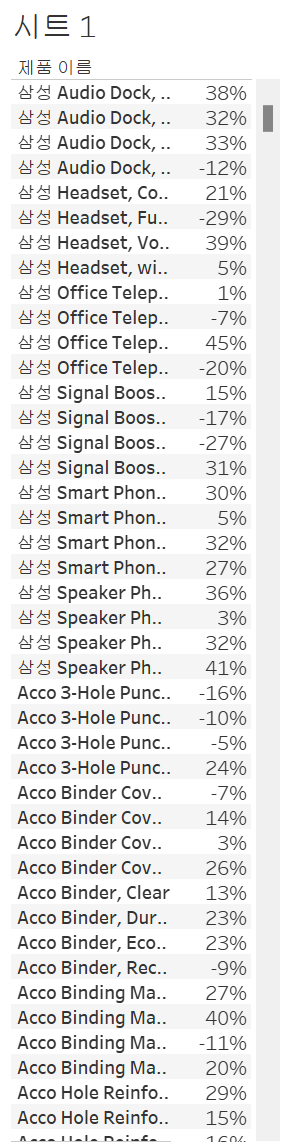 시트 1
제품 이름
삼성 Audio Dock, .. 38%
삼성 Audio Dock, .. 32%
삼성 Audio Dock, .. 33%
삼성 Audio Dock, .. -12%
삼성 Headset, Co.. 21%
삼성 Headset, Fu.. -29%
삼성 Headset, Vo.. 39%
삼성 Headset, wi.. 5%
삼성 Office Telep.. 1%
삼성 Office Telep.. -7%
삼성 Office Telep.. 45%
삼성 Office Telep.. -20%
삼성 Signal Boos.. 15%
삼성 Signal Boos.. -17%
삼성 Signal Boos.. -27%
삼성 Signal Boos.. 31%
삼성 Smart Phon.. 30%
삼성 Smart Phon.. 5%
삼성 Smart Phon.. 32%
삼성 Smart Phon.. 27%
삼성 Speaker Ph.. 36%
삼성 Speaker Ph.. 3%
삼성 Speaker Ph.. 32%
삼성 Speaker Ph.. 41%
Acco 3-Hole Punc.. -16%
Acco 3-Hole Punc.. -10%
Acco 3-Hole Punc.. -5%
Acco 3-Hole Punc.. 24%
Acco Binder Cov.. -7%
Acco Binder Cov.. 14%
Acco Binder Cov.. 3%
Acco Binder Cov.. 26%
Acco Binder, Clear 13%
Acco Binder, Dur.. 23%
Acco Binder, Eco.. 23%
Acco Binder, Rec.. -9%
Acco Binding Ma.. 27%
Acco Binding Ma.. 40%
Acco Binding Ma.. -11%
Acco Binding Ma.. 20%
Acco Hole Reinfo.. 29%
Acco Hole Reinfo.. 15%